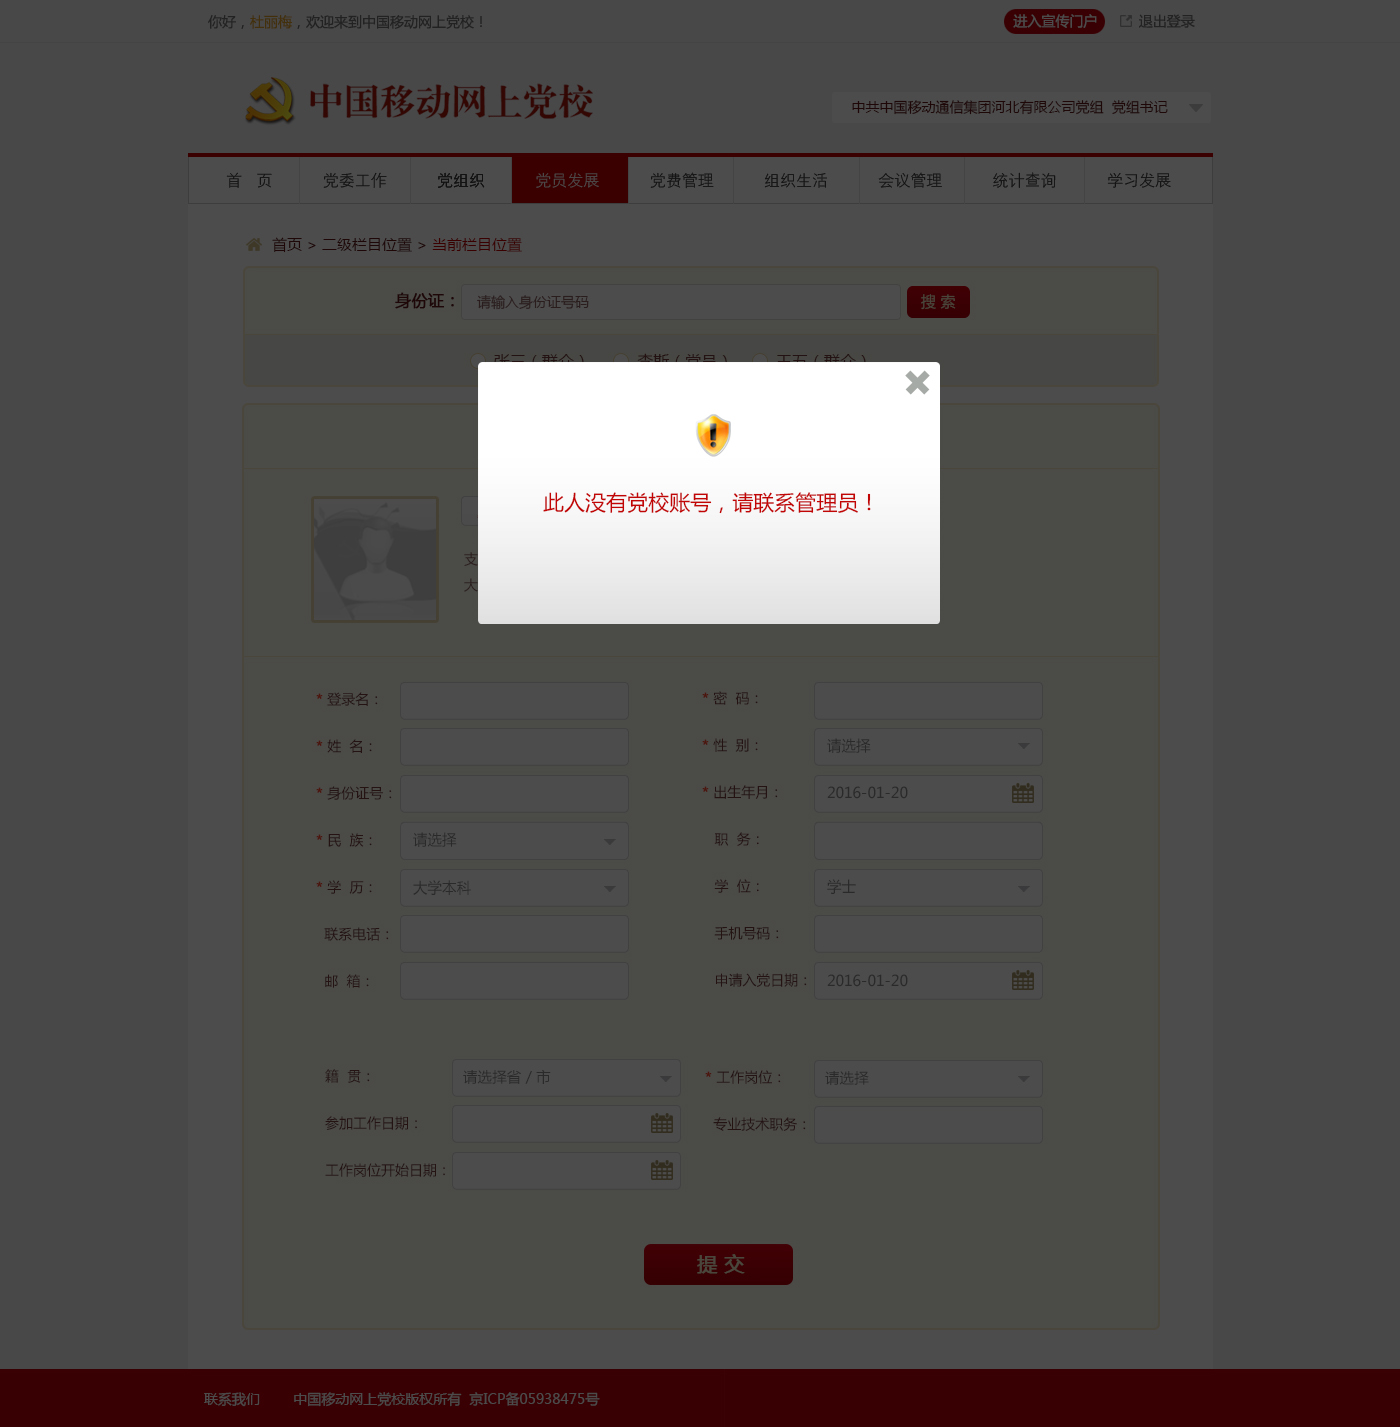 你好，杜丽梅，欢迎来到中国移动网上党校！
进入宣传门户 退出登录
中国移动网上党校
中共中国移动通信集团河北有限公司党组 党组书记
首 页 党委工作 党组织 党员发展 党费管理 组织生活 会议管理 统计查询 学习发展
首页 > 二级栏目位置 > 当前栏目位置
身份证： 请输入身份证号码 搜 索
张三（群众） 李斯（党员） 王五（群众）
此人没有党校账号，请联系管理员！
支
大
* 登录名： * 密 码：
* 姓 名： * 性 别： 请选择
* 身份证号： * 出生年月： 2016-01-20
* 民 族： 请选择 职 务：
* 学 历： 大学本科 学 位： 学士
联系电话： 手机号码：
邮 箱： 申请入党日期： 2016-01-20
籍 贯： 请选择省 / 市 * 工作岗位： 请选择
参加工作日期： 专业技术职务：
工作岗位开始日期：
提 交
联系我们 中国移动网上党校版权所有 京ICP备05938475号